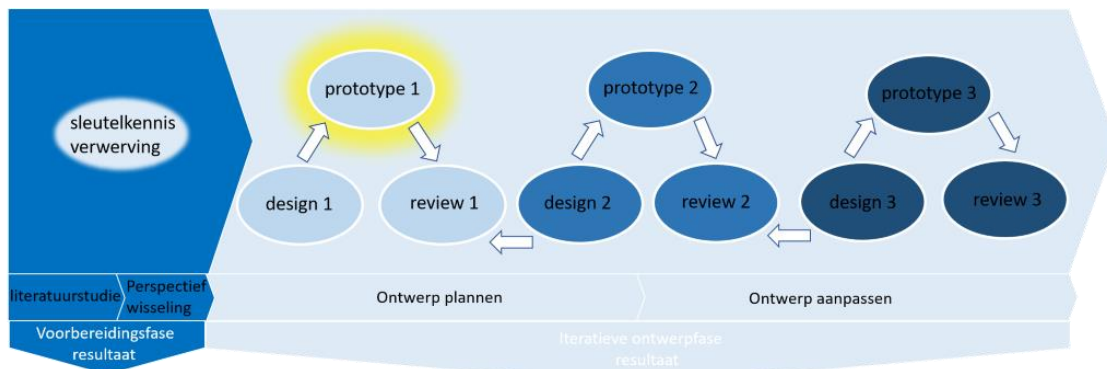 sleutelkennis
verwerving
prototype 1
design 1
review 1
prototype 2
design 2
review 2
prototype 3
design 3
review 3
literatuurstudie
Perspectief
wisseling
Ontwerp plannen
Ontwerp aanpassen
Voorbereidingsfase
resultaat
Iteratieve ontwerpfase
resultaat